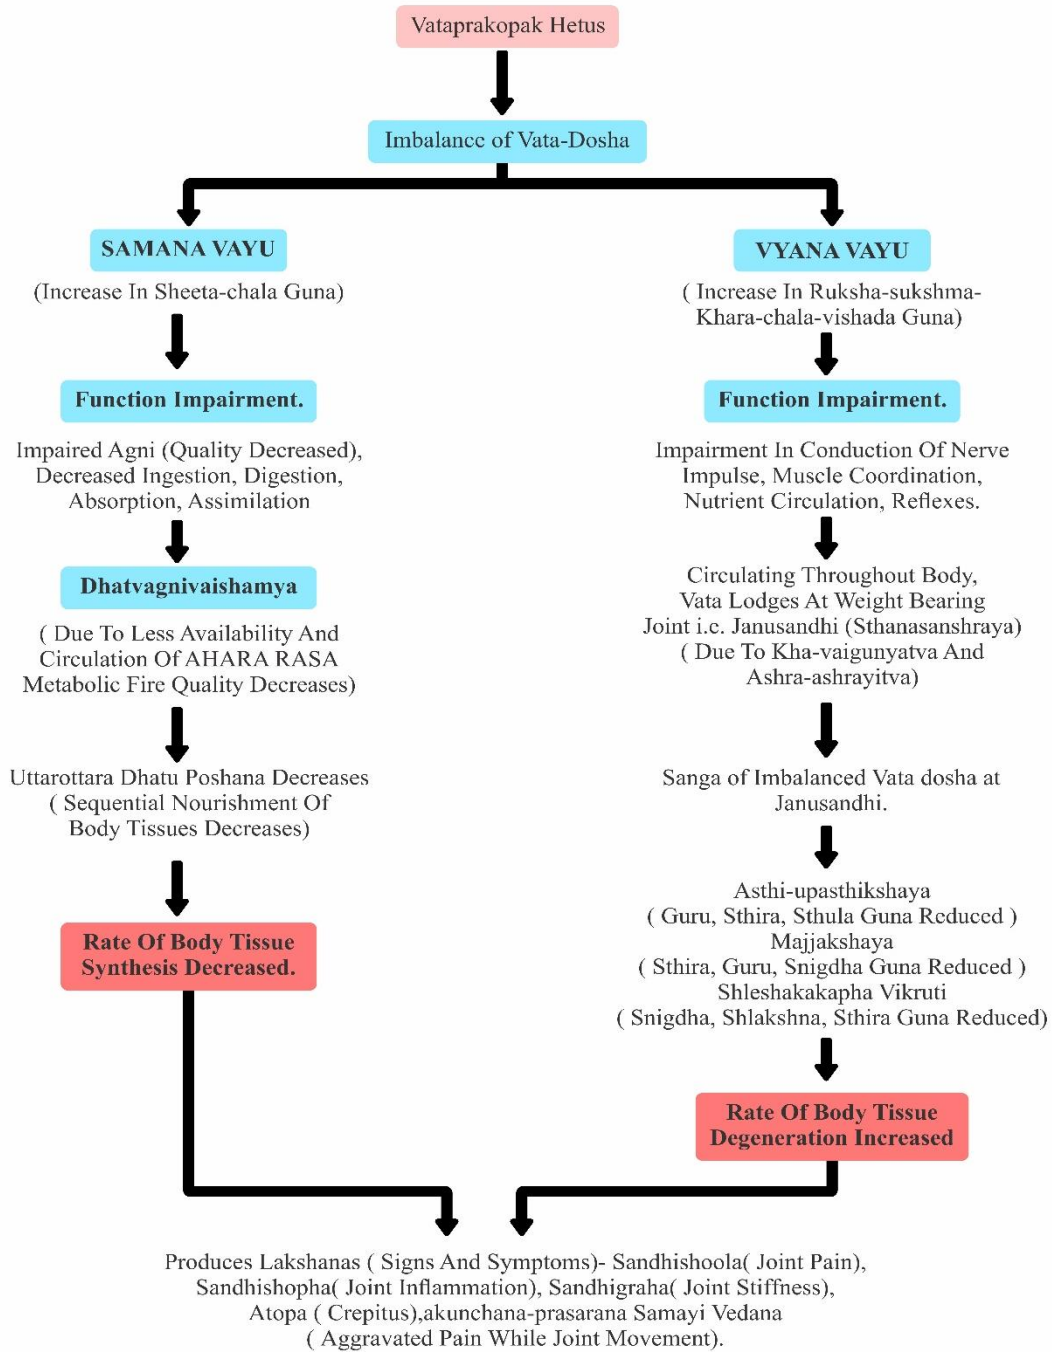 Vataprakopak Hetus
Imbalance of Vata-Dosha
SAMANA VAYU
(Increase In Sheeta-chala Guna)
Function Impairment.
Impaired Agni (Quality Decreased),
Decreased Ingestion, Digestion,
Absorption, Assimilation
Dhatvagnivaishamya
( Due To Less Availability And
Circulation Of AHARA RASA
Metabolic Fire Quality Decreases)
Uttarottara Dhatu Poshana Decreases
( Sequential Nourishment Of
Body Tissues Decreases)
Rate Of Body Tissue
Synthesis Decreased.
VYANA VAYU
( Increase In Ruksha-sukshma-
Khara-chala-vishada Guna)
Function Impairment.
Impairment In Conduction Of Nerve
Impulse, Muscle Coordination,
Nutrient Circulation, Reflexes.
Circulating Throughout Body,
Vata Lodges At Weight Bearing
Joint i.e. Janusandhi (Sthanasanshraya)
( Due To Kha-vaigunyatva And
Ashra-ashrayitva)
Sanga of Imbalanced Vata dosha at
Janusandhi.
Asthi-upasthikshaya
( Guru, Sthira, Sthula Guna Reduced )
Majjakshaya
( Sthira, Guru, Snigdha Guna Reduced )
Shleshakakapha Vikruti
( Snigdha, Shlakshna, Sthira Guna Reduced)
Rate Of Body Tissue
Degeneration Increased
Produces Lakshanas ( Signs And Symptoms)- Sandhishoola( Joint Pain),
Sandhishopha( Joint Inflammation), Sandhigraha( Joint Stiffness),
Atopa ( Crepitus),akunchana-prasarana Samayi Vedana
( Aggravated Pain While Joint Movement).